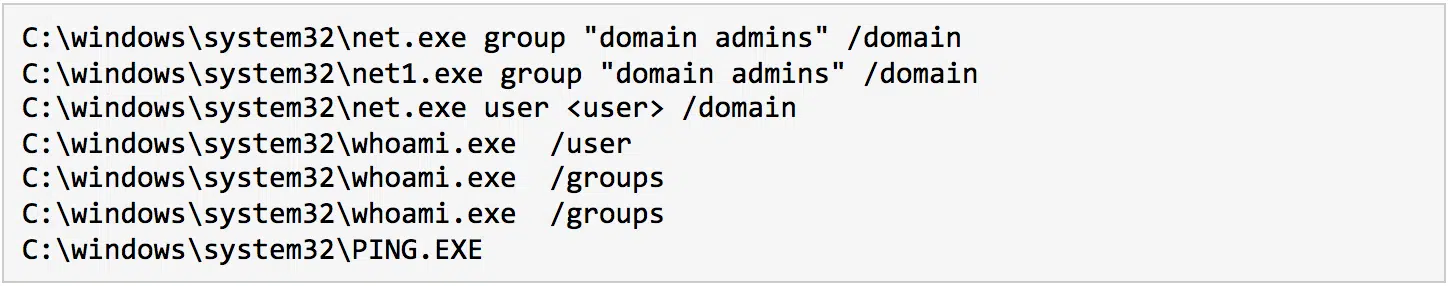 C:\windows\system32\net.exe group "domain admins" /domain
C:\windows\system32\net1.exe group "domain admins" /domain
C:\windows\system32\net.exe user <user> /domain
C:\windows\system32\whoami.exe  /user
C:\windows\system32\whoami.exe  /groups
C:\windows\system32\whoami.exe  /groups
C:\windows\system32\PING.EXE